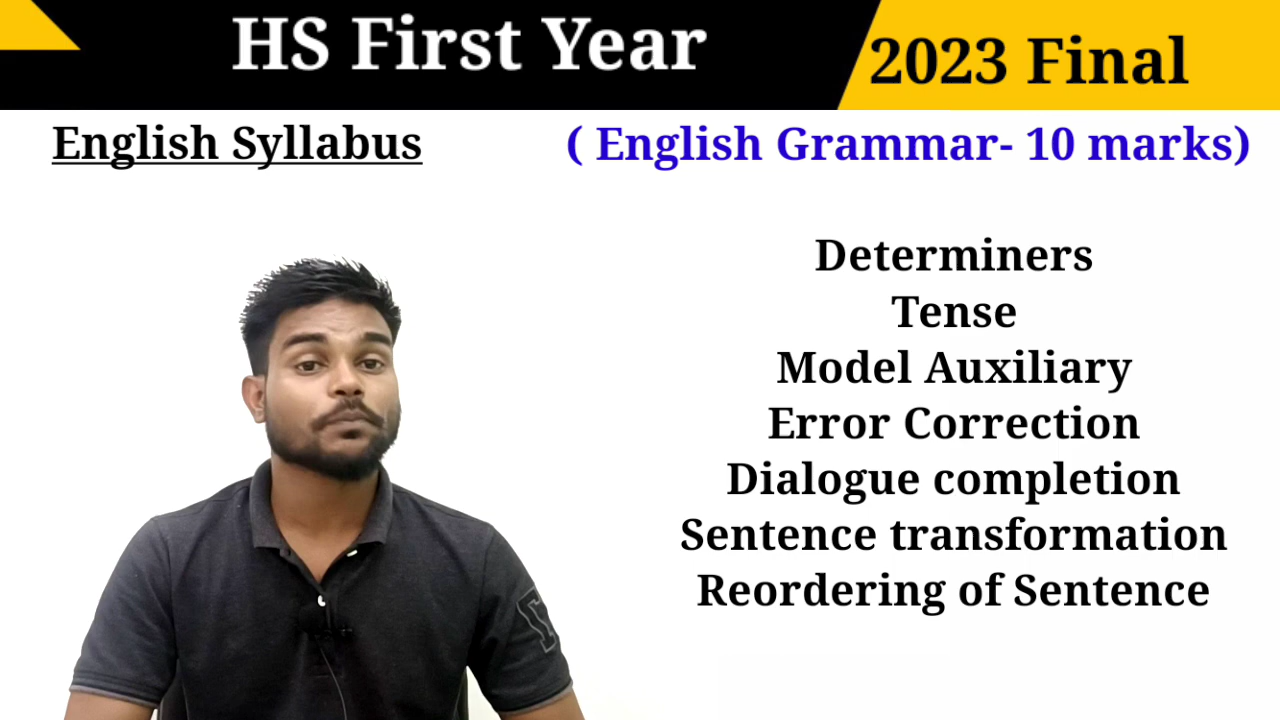 HS First Year
2023 Final
English Syllabus
( English Grammar- 10 marks)
Determiners
Tense
Model Auxiliary
Error Correction
Dialogue completion
Sentence transformation
Reordering of Sentence